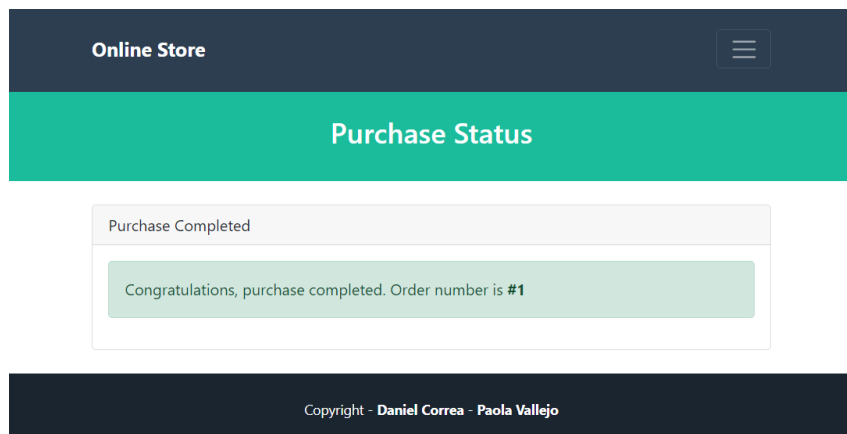 Online Store
Purchase Status
Purchase Completed
Congratulations, purchase completed. Order number is #1
Copyright - Daniel Correa - Paola Vallejo